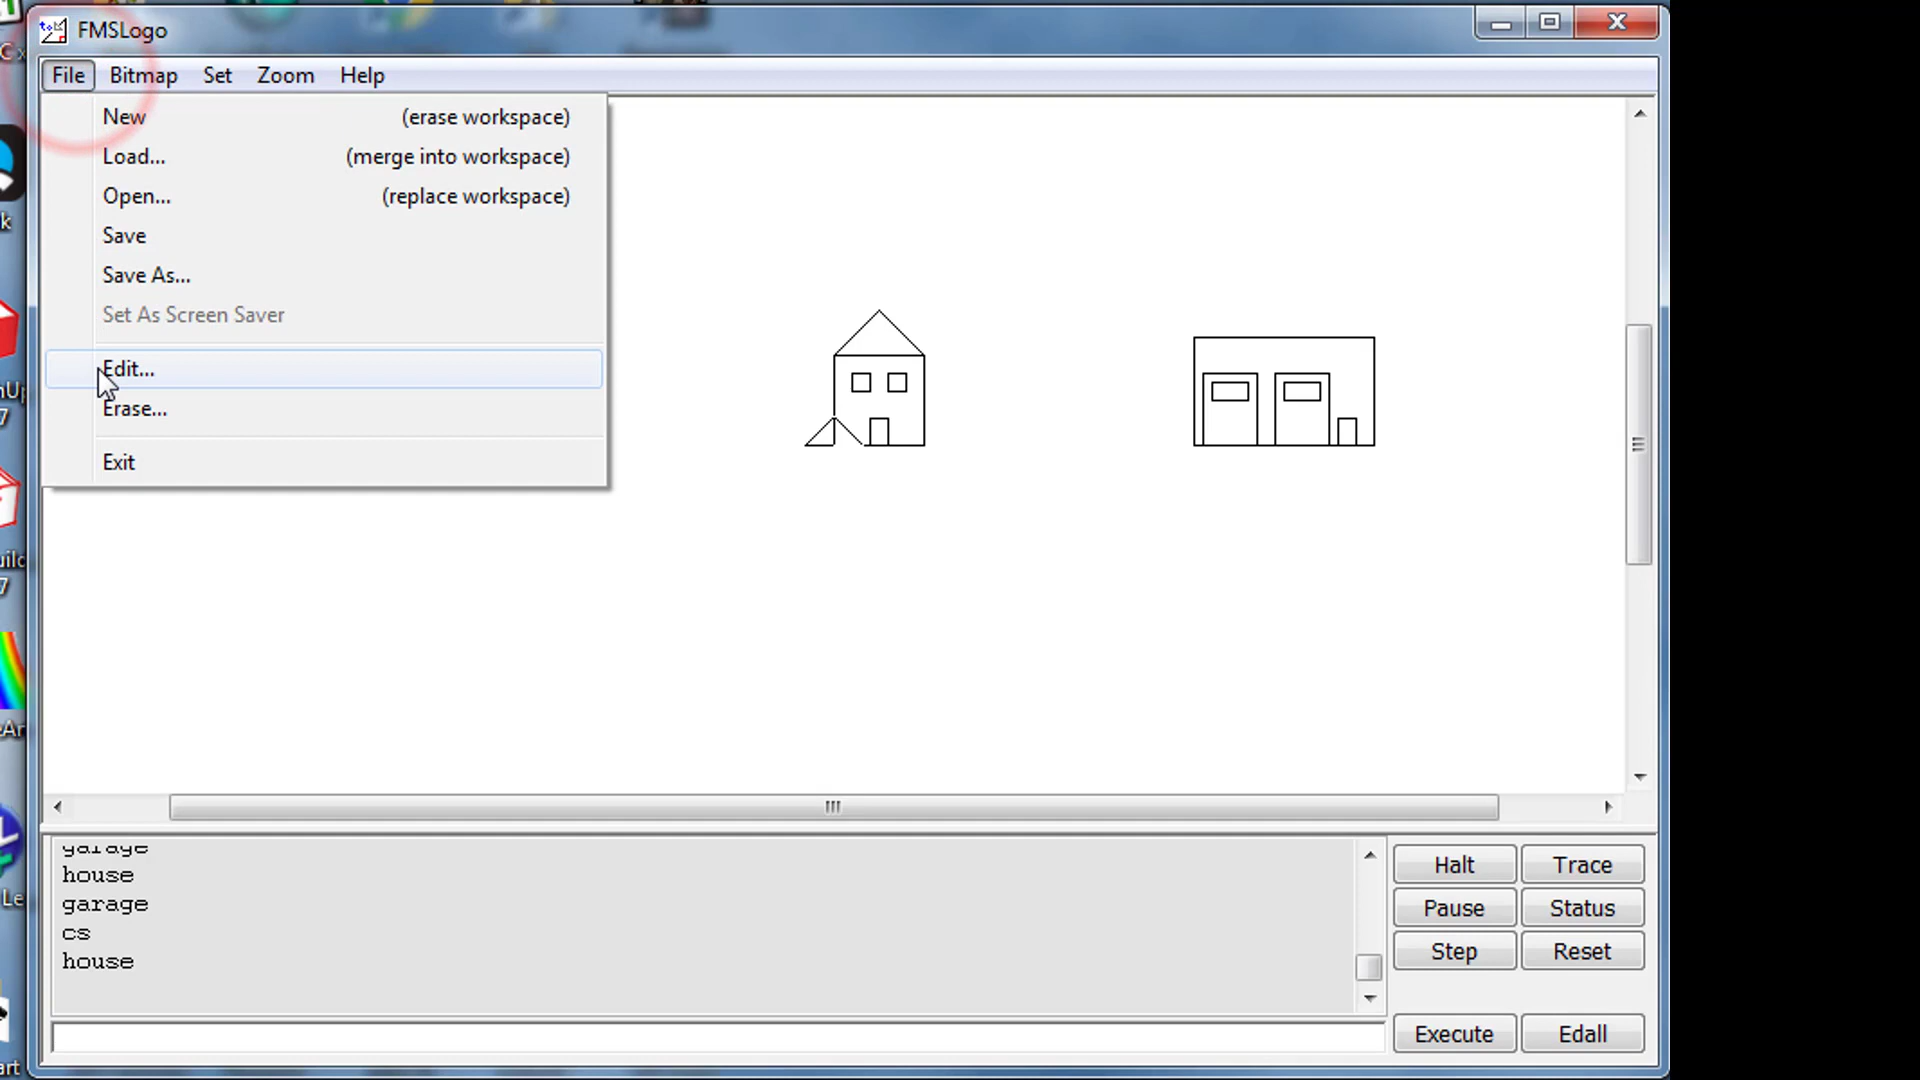 FMSLogo
File Bitmap Set Zoom Help
New (erase workspace)
Load... (merge into workspace)
Open... (replace workspace)
Save
Save As...
Set As Screen Saver
Edit...
Erase...
Exit
garage
house
garage
cs
house
Halt Trace
Pause Status
Step Reset
Execute Edall